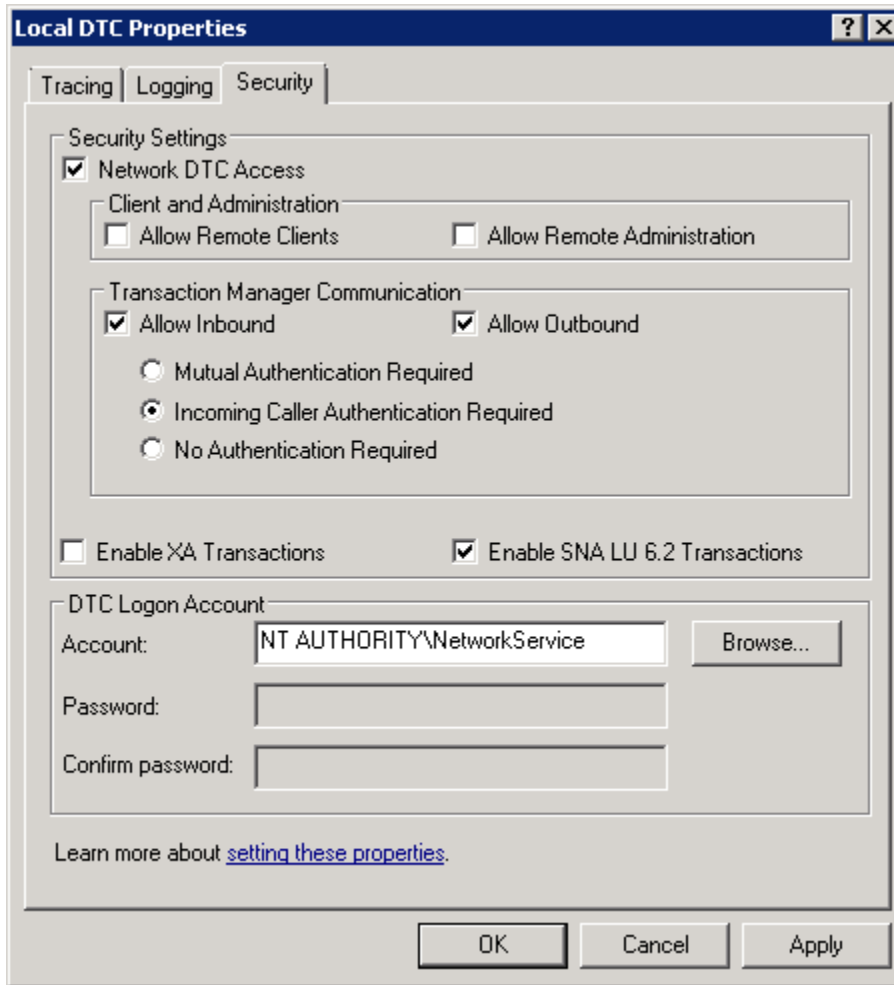 Local DTC Properties
Tracing Logging Security
Security Settings
Network DTC Access
Client and Administration
Allow Remote Clients Allow Remote Administration
Transaction Manager Communication
Allow Inbound Allow Outbound
Mutual Authentication Required
Incoming Caller Authentication Required
No Authentication Required
Enable XA Transactions Enable SNA LU 6.2 Transactions
DTC Logon Account
Account: NT AUTHORITY\NetworkService Browse...
Password:
Confirm password:
Learn more about setting these properties.
OK Cancel Apply